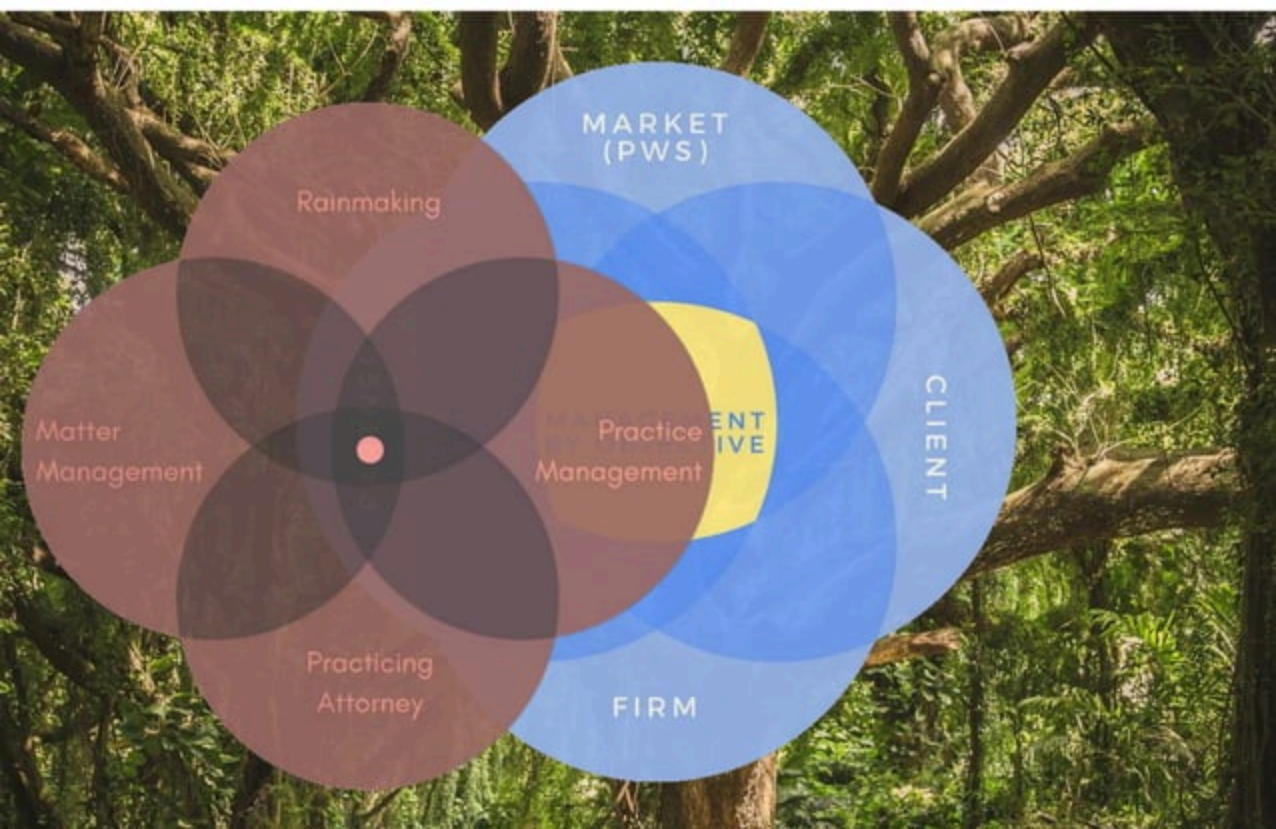 MARKET
(PWS)
Rainmaking
CLIENT
Matter
Management
Practice
Management
Practicing
Attorney
FIRM